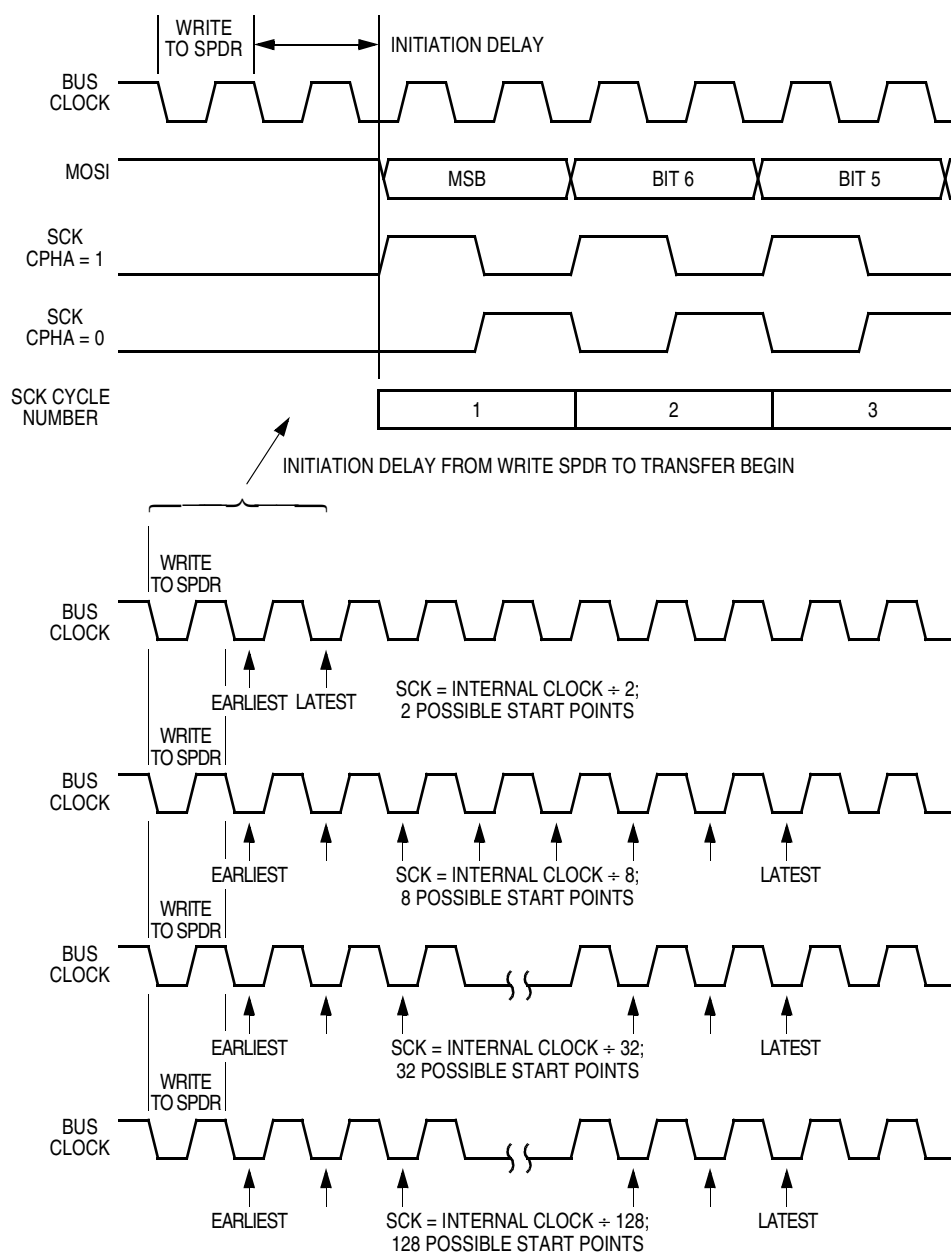 WRITE
TO SPDR
INITIATION DELAY
BUS
CLOCK
MOSI
MSB
BIT 6
BIT 5
SCK
CPHA = 1
SCK
CPHA = 0
SCK CYCLE
NUMBER
1
2
3
INITIATION DELAY FROM WRITE SPDR TO TRANSFER BEGIN
WRITE
TO SPDR
BUS
CLOCK
EARLIEST
LATEST
SCK = INTERNAL CLOCK ÷ 2;
2 POSSIBLE START POINTS
WRITE
TO SPDR
BUS
CLOCK
EARLIEST
SCK = INTERNAL CLOCK ÷ 8;
8 POSSIBLE START POINTS
LATEST
WRITE
TO SPDR
BUS
CLOCK
EARLIEST
SCK = INTERNAL CLOCK ÷ 32;
32 POSSIBLE START POINTS
LATEST
WRITE
TO SPDR
BUS
CLOCK
EARLIEST
SCK = INTERNAL CLOCK ÷ 128;
128 POSSIBLE START POINTS
LATEST